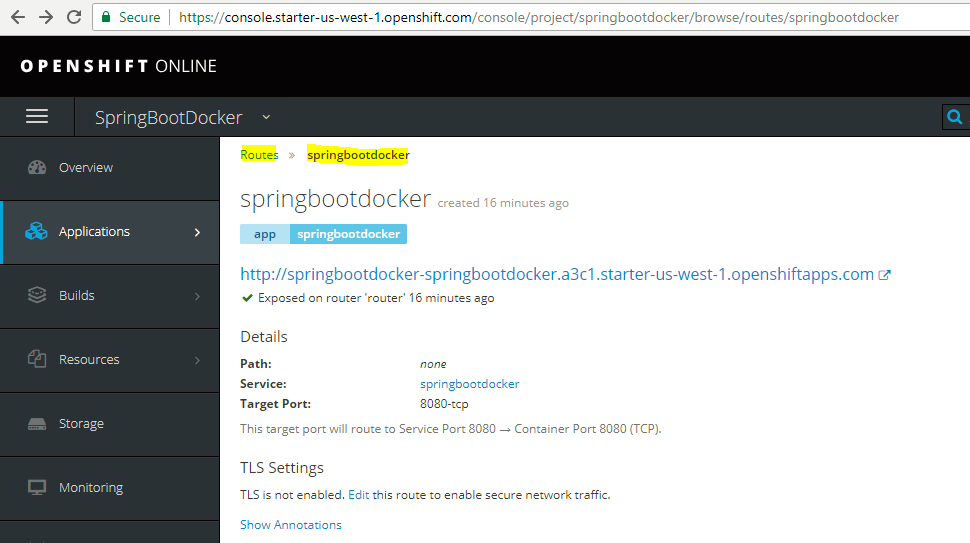 Secure https://console.starter-us-west-1.openshift.com/console/project/springbootdocker/browse/routes/springbootdocker
OPENSHIFT ONLINE
SpringBootDocker
Overview
Applications
Builds
Resources
Storage
Monitoring
Routes » springbootdocker
springbootdocker created 16 minutes ago
app springbootdocker
http://springbootdocker-springbootdocker.a3c1.starter-us-west-1.openshiftapps.com
Exposed on router 'router' 16 minutes ago
Details
Path: none
Service: springbootdocker
Target Port: 8080-tcp
This target port will route to Service Port 8080 → Container Port 8080 (TCP).
TLS Settings
TLS is not enabled. Edit this route to enable secure network traffic.
Show Annotations